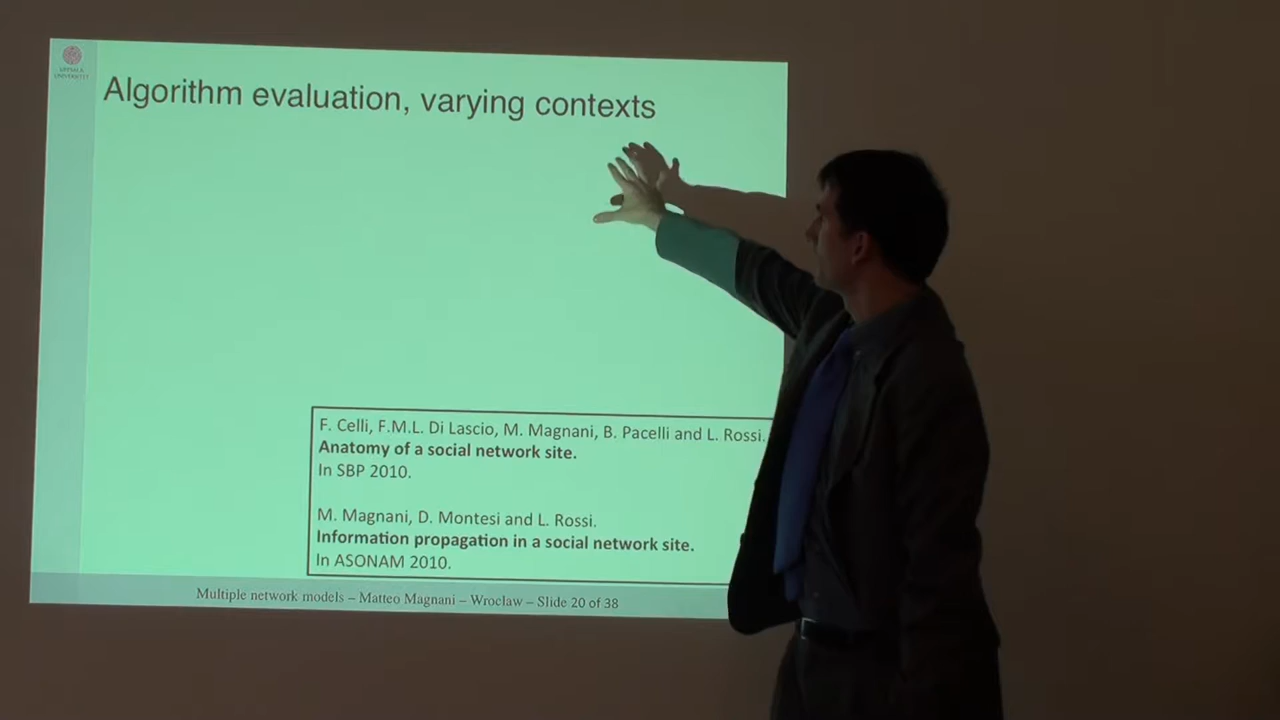 UPPSALA
UNIVERSITET
Algorithm evaluation, varying contexts
F. Celli, F.M.L. Di Lascio, M. Magnani, B. Pacelli and L. Rossi.
Anatomy of a social network site.
In SBP 2010.
M. Magnani, D. Montesi and L. Rossi.
Information propagation in a social network site.
In ASONAM 2010.
Multiple network models – Matteo Magnani – Wroclaw – Slide 20 of 38